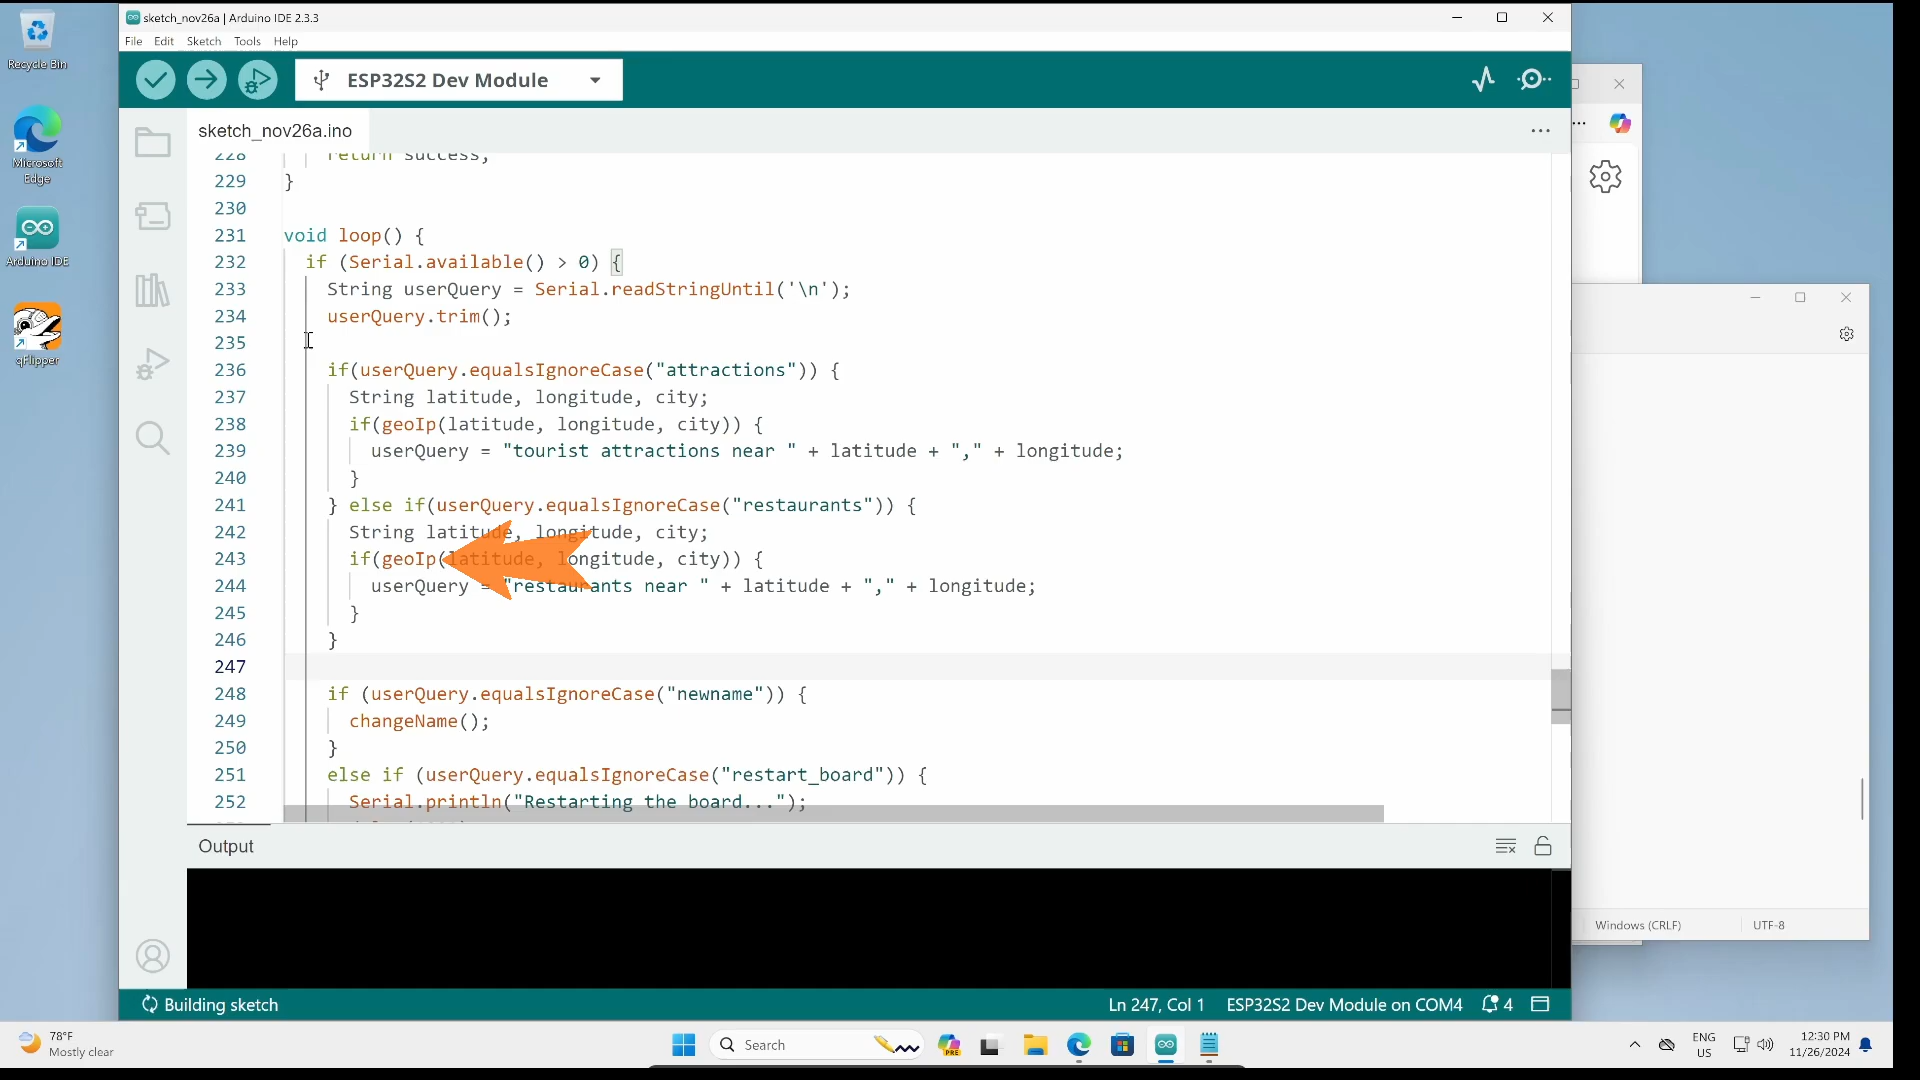 Recycle Bin
Microsoft
Edge
Arduino IDE
qFlipper
sketch_nov26a | Arduino IDE 2.3.3
File Edit Sketch Tools Help
ESP32S2 Dev Module
sketch_nov26a.ino
228 return success;
229 }
230
231 void loop() {
232 if (Serial.available() > 0) {
233 String userQuery = Serial.readStringUntil('\n');
234 userQuery.trim();
235
236 if(userQuery.equalsIgnoreCase("attractions")) {
237 String latitude, longitude, city;
238 if(geoIp(latitude, longitude, city)) {
239 userQuery = "tourist attractions near " + latitude + "," + longitude;
240 }
241 } else if(userQuery.equalsIgnoreCase("restaurants")) {
242 String latitude, longitude, city;
243 if(geoIp(latitude, longitude, city)) {
244 userQuery = "restaurants near " + latitude + "," + longitude;
245 }
246 }
247
248 if (userQuery.equalsIgnoreCase("newname")) {
249 changeName();
250 }
251 else if (userQuery.equalsIgnoreCase("restart_board")) {
252 Serial.println("Restarting the board...");
Output
Building sketch
Ln 247, Col 1 ESP32S2 Dev Module on COM4 4
Windows (CRLF) UTF-8
78°F
Mostly clear
Search
PRE
ENG
US
12:30 PM
11/26/2024